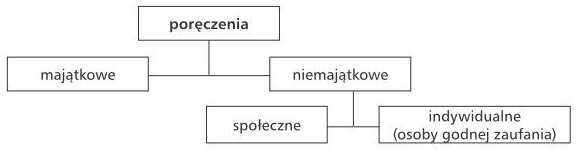 poręczenia
majątkowe
niemajątkowe
społeczne
indywidualne
(osoby godnej zaufania)